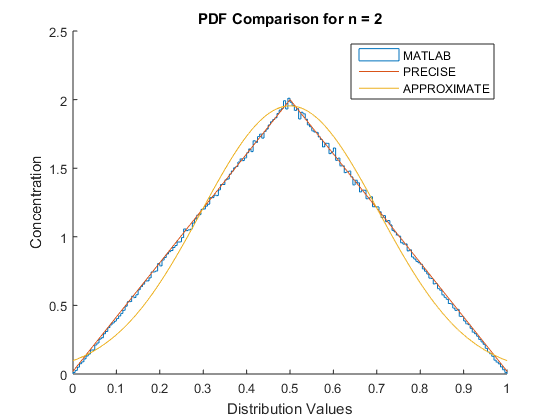 PDF Comparison for n = 2
MATLAB
PRECISE
APPROXIMATE
Concentration
2.5
2
1.5
1
0.5
0
0 0.1 0.2 0.3 0.4 0.5 0.6 0.7 0.8 0.9 1
Distribution Values